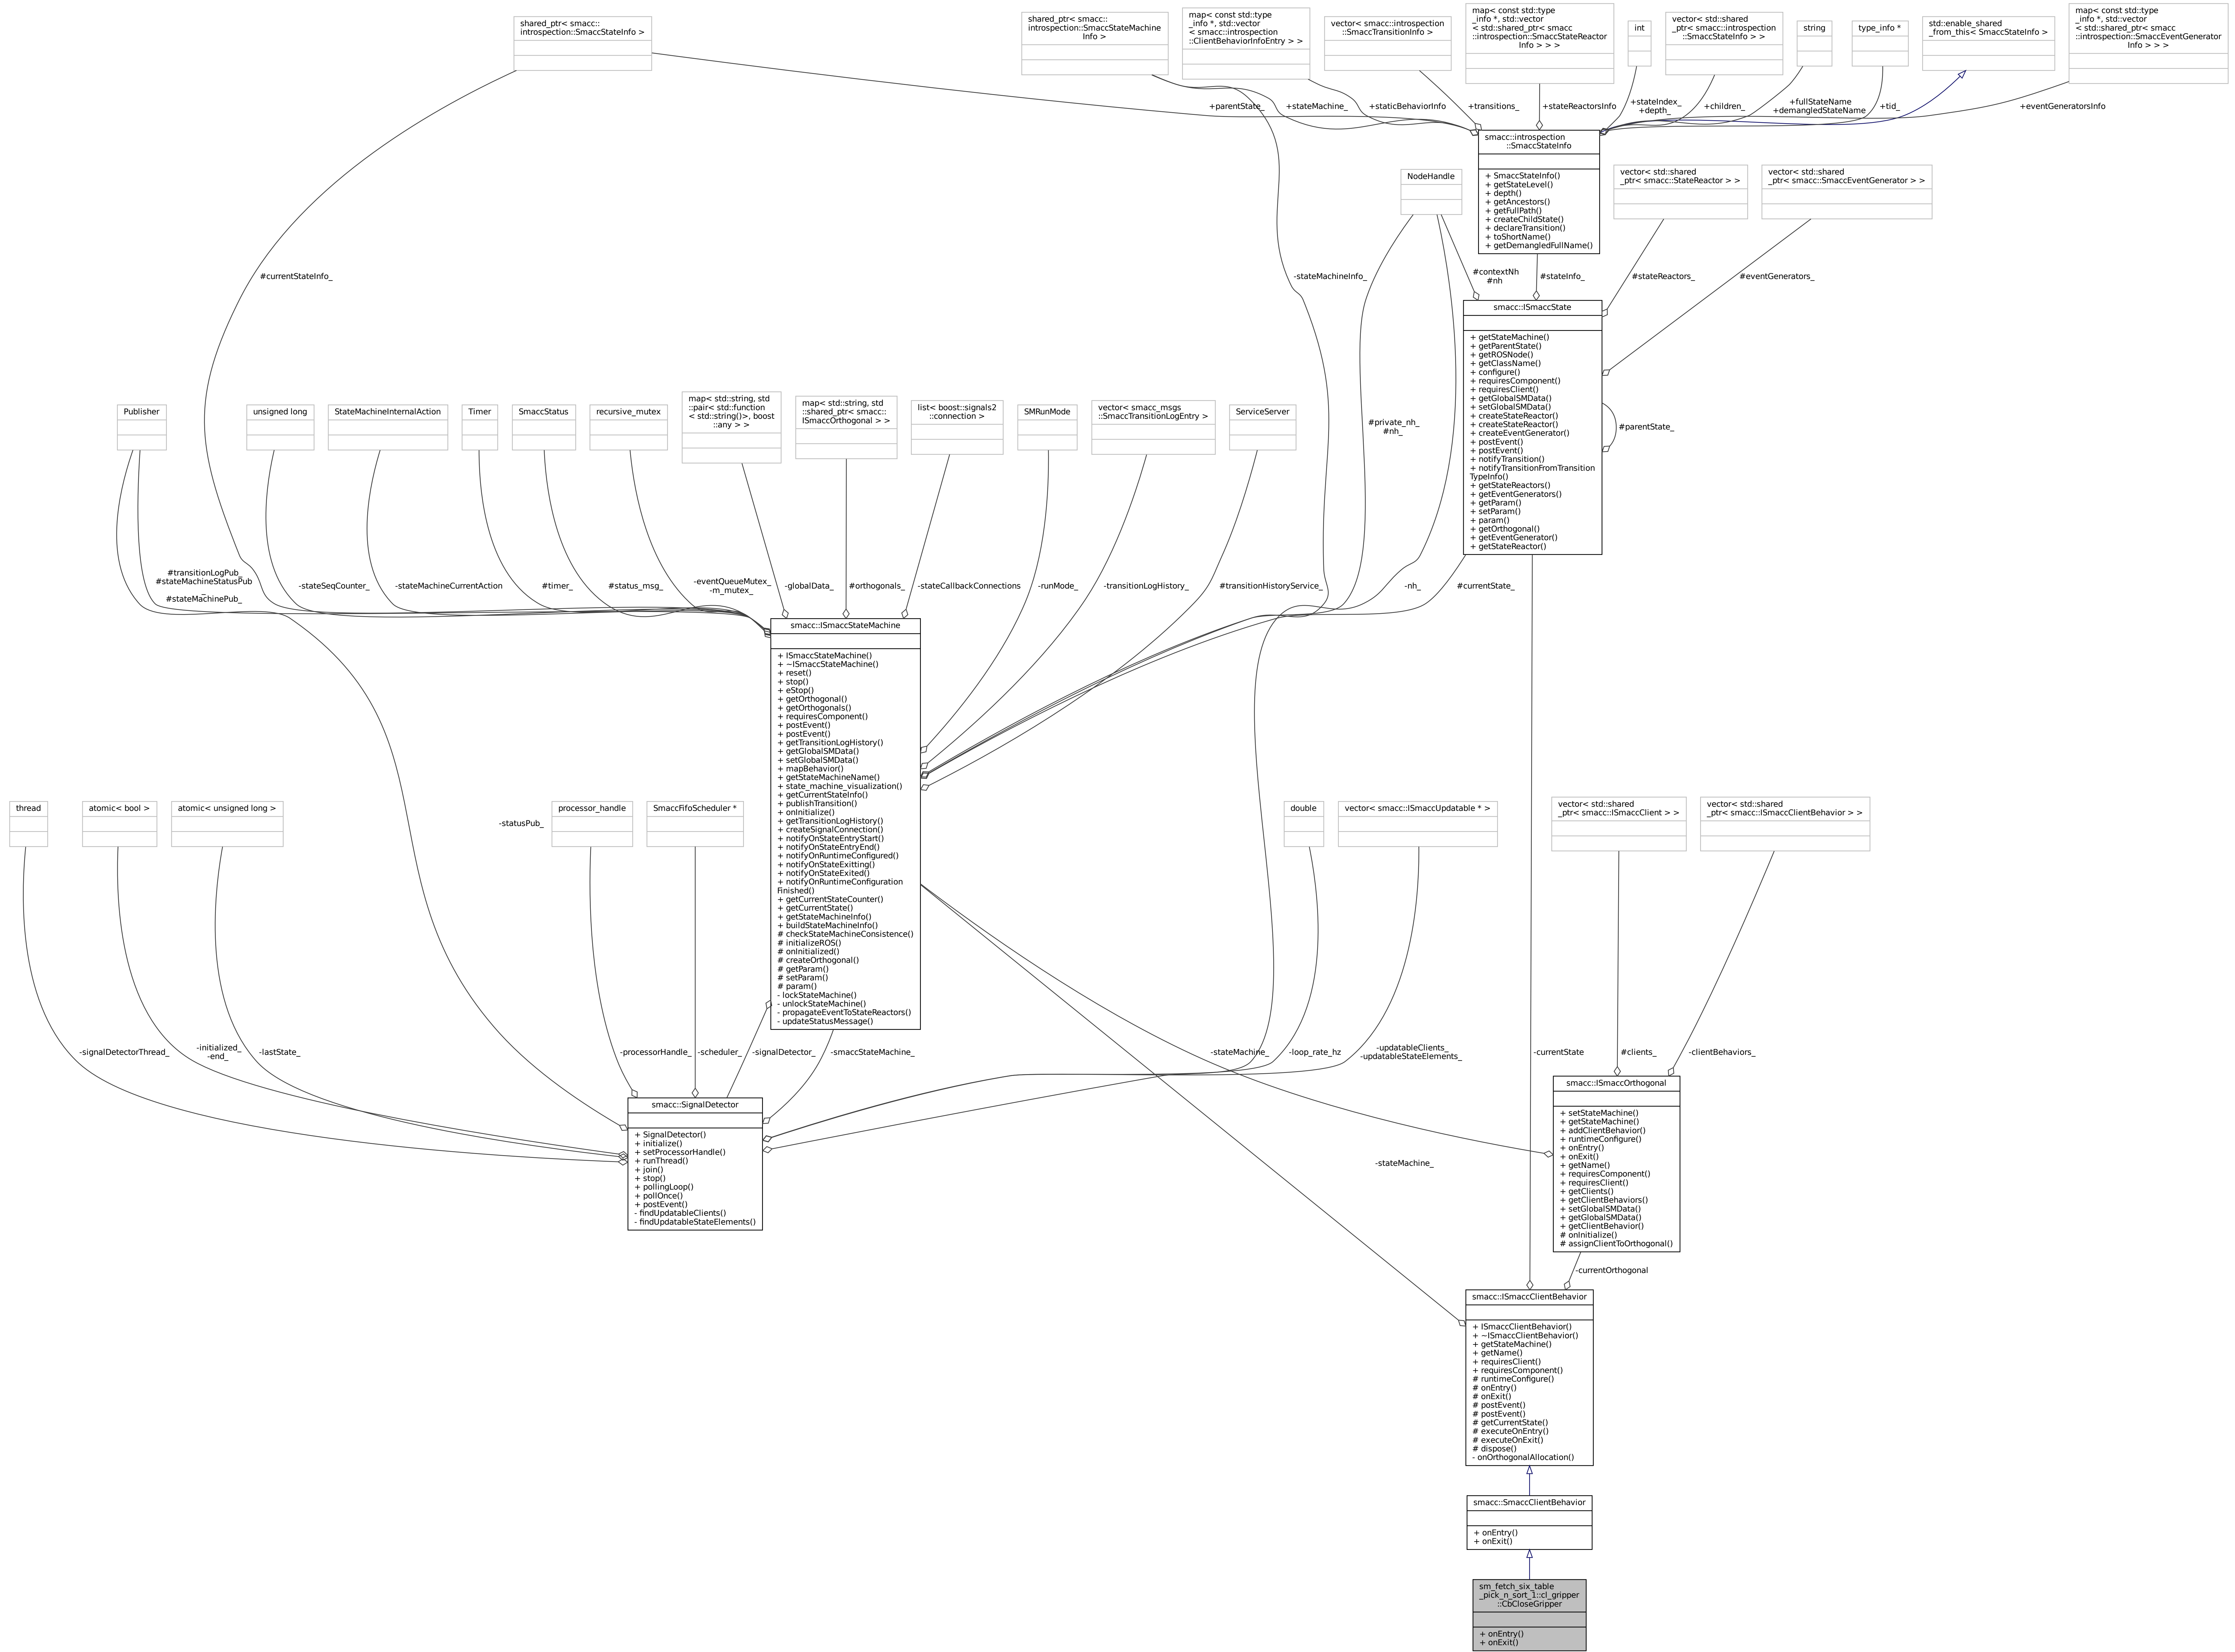 shared_ptr< smacc::
introspection::SmaccStateInfo >
shared_ptr< smacc::
introspection::SmaccStateMachine
Info >
map< const std::type
_info *, std::vector
< smacc::introspection
::ClientBehaviorInfoEntry > >
vector< smacc::introspection
::SmaccTransitionInfo >
map< const std::type
_info *, std::vector
< std::shared_ptr< smacc
::introspection::SmaccStateReactor
Info > > >
int
vector< std::shared
_ptr< smacc::introspection
::SmaccStateInfo > >
string
type_info *
std::enable_shared
_from_this< SmaccStateInfo >
map< const std::type
_info *, std::vector
< std::shared_ptr< smacc
::introspection::SmaccEventGenerator
Info > > >
+parentState_
+stateMachine_
+staticBehaviorInfo
+transitions_
+stateReactorsInfo
+stateIndex_
+depth_
+children_
+fullStateName
+demangledStateName
+tid_
+eventGeneratorsInfo
smacc::introspection
::SmaccStateInfo
+ SmaccStateInfo()
+ getStateLevel()
+ depth()
+ getAncestors()
+ getFullPath()
+ createChildState()
+ declareTransition()
+ toShortName()
+ getDemangledFullName()
NodeHandle
vector< std::shared
_ptr< smacc::StateReactor > >
vector< std::shared
_ptr< smacc::SmaccEventGenerator > >
#currentStateInfo_
-stateMachineInfo_
#contextNh
#nh
#stateInfo_
#stateReactors_
#eventGenerators_
smacc::ISmaccState
+ getStateMachine()
+ getParentState()
+ getROSNode()
+ getClassName()
+ configure()
+ requiresComponent()
+ requiresClient()
+ getGlobalSMData()
+ setGlobalSMData()
+ createStateReactor()
+ createStateReactor()
+ createEventGenerator()
+ postEvent()
+ postEvent()
+ notifyTransition()
+ notifyTransitionFromTransition
TypeInfo()
+ getStateReactors()
+ getEventGenerators()
+ getParam()
+ setParam()
+ param()
+ getOrthogonal()
+ getEventGenerator()
+ getStateReactor()
#parentState_
#private_nh_
#nh_
Publisher
unsigned long
StateMachineInternalAction
Timer
SmaccStatus
recursive_mutex
map< std::string, std
::pair< std::function
< std::string()>, boost
::any > >
map< std::string, std
::shared_ptr< smacc::
ISmaccOrthogonal > >
list< boost::signals2
::connection >
SMRunMode
vector< smacc_msgs
::SmaccTransitionLogEntry >
ServiceServer
#transitionLogPub_
#stateMachineStatusPub
_
#stateMachinePub_
-stateSeqCounter_
-stateMachineCurrentAction
#timer_
#status_msg_
-eventQueueMutex_
-m_mutex_
-globalData_
#orthogonals_
-stateCallbackConnections
-runMode_
-transitionLogHistory_
#transitionHistoryService_
-nh_
#currentState_
smacc::ISmaccStateMachine
+ ISmaccStateMachine()
+ ~ISmaccStateMachine()
+ reset()
+ stop()
+ eStop()
+ getOrthogonal()
+ getOrthogonals()
+ requiresComponent()
+ postEvent()
+ postEvent()
+ getTransitionLogHistory()
+ getGlobalSMData()
+ setGlobalSMData()
+ mapBehavior()
+ getStateMachineName()
+ state_machine_visualization()
+ getCurrentStateInfo()
+ publishTransition()
+ onInitialize()
+ getTransitionLogHistory()
+ createSignalConnection()
+ notifyOnStateEntryStart()
+ notifyOnStateEntryEnd()
+ notifyOnRuntimeConfigured()
+ notifyOnStateExitting()
+ notifyOnStateExited()
+ notifyOnRuntimeConfiguration
Finished()
+ getCurrentStateCounter()
+ getCurrentState()
+ getStateMachineInfo()
+ buildStateMachineInfo()
# checkStateMachineConsistence()
# initializeROS()
# onInitialized()
# createOrthogonal()
# getParam()
# setParam()
# param()
- lockStateMachine()
- unlockStateMachine()
- propagateEventToStateReactors()
- updateStatusMessage()
thread
atomic< bool >
atomic< unsigned long >
-statusPub_
processor_handle
SmaccFifoScheduler *
double
vector< smacc::ISmaccUpdatable * >
vector< std::shared
_ptr< smacc::ISmaccClient > >
vector< std::shared
_ptr< smacc::ISmaccClientBehavior > >
-signalDetectorThread_
-initialized_
-end_
-lastState_
-processorHandle_
-scheduler_
-signalDetector_
-smaccStateMachine_
-stateMachine_
-loop_rate_hz
-updatableClients_
-updatableStateElements_
-currentState
#clients_
-clientBehaviors_
smacc::SignalDetector
+ SignalDetector()
+ initialize()
+ setProcessorHandle()
+ runThread()
+ join()
+ stop()
+ pollingLoop()
+ pollOnce()
+ postEvent()
- findUpdatableClients()
- findUpdatableStateElements()
-stateMachine_
smacc::ISmaccOrthogonal
+ setStateMachine()
+ getStateMachine()
+ addClientBehavior()
+ runtimeConfigure()
+ onEntry()
+ onExit()
+ getName()
+ requiresComponent()
+ requiresClient()
+ getClients()
+ getClientBehaviors()
+ setGlobalSMData()
+ getGlobalSMData()
+ getClientBehavior()
# onInitialize()
# assignClientToOrthogonal()
-currentOrthogonal
smacc::ISmaccClientBehavior
+ ISmaccClientBehavior()
+ ~ISmaccClientBehavior()
+ getStateMachine()
+ getName()
+ requiresClient()
+ requiresComponent()
# runtimeConfigure()
# onEntry()
# onExit()
# postEvent()
# postEvent()
# getCurrentState()
# executeOnEntry()
# executeOnExit()
# dispose()
- onOrthogonalAllocation()
smacc::SmaccClientBehavior
+ onEntry()
+ onExit()
sm_fetch_six_table
_pick_n_sort_1::cl_gripper
::CbCloseGripper
+ onEntry()
+ onExit()